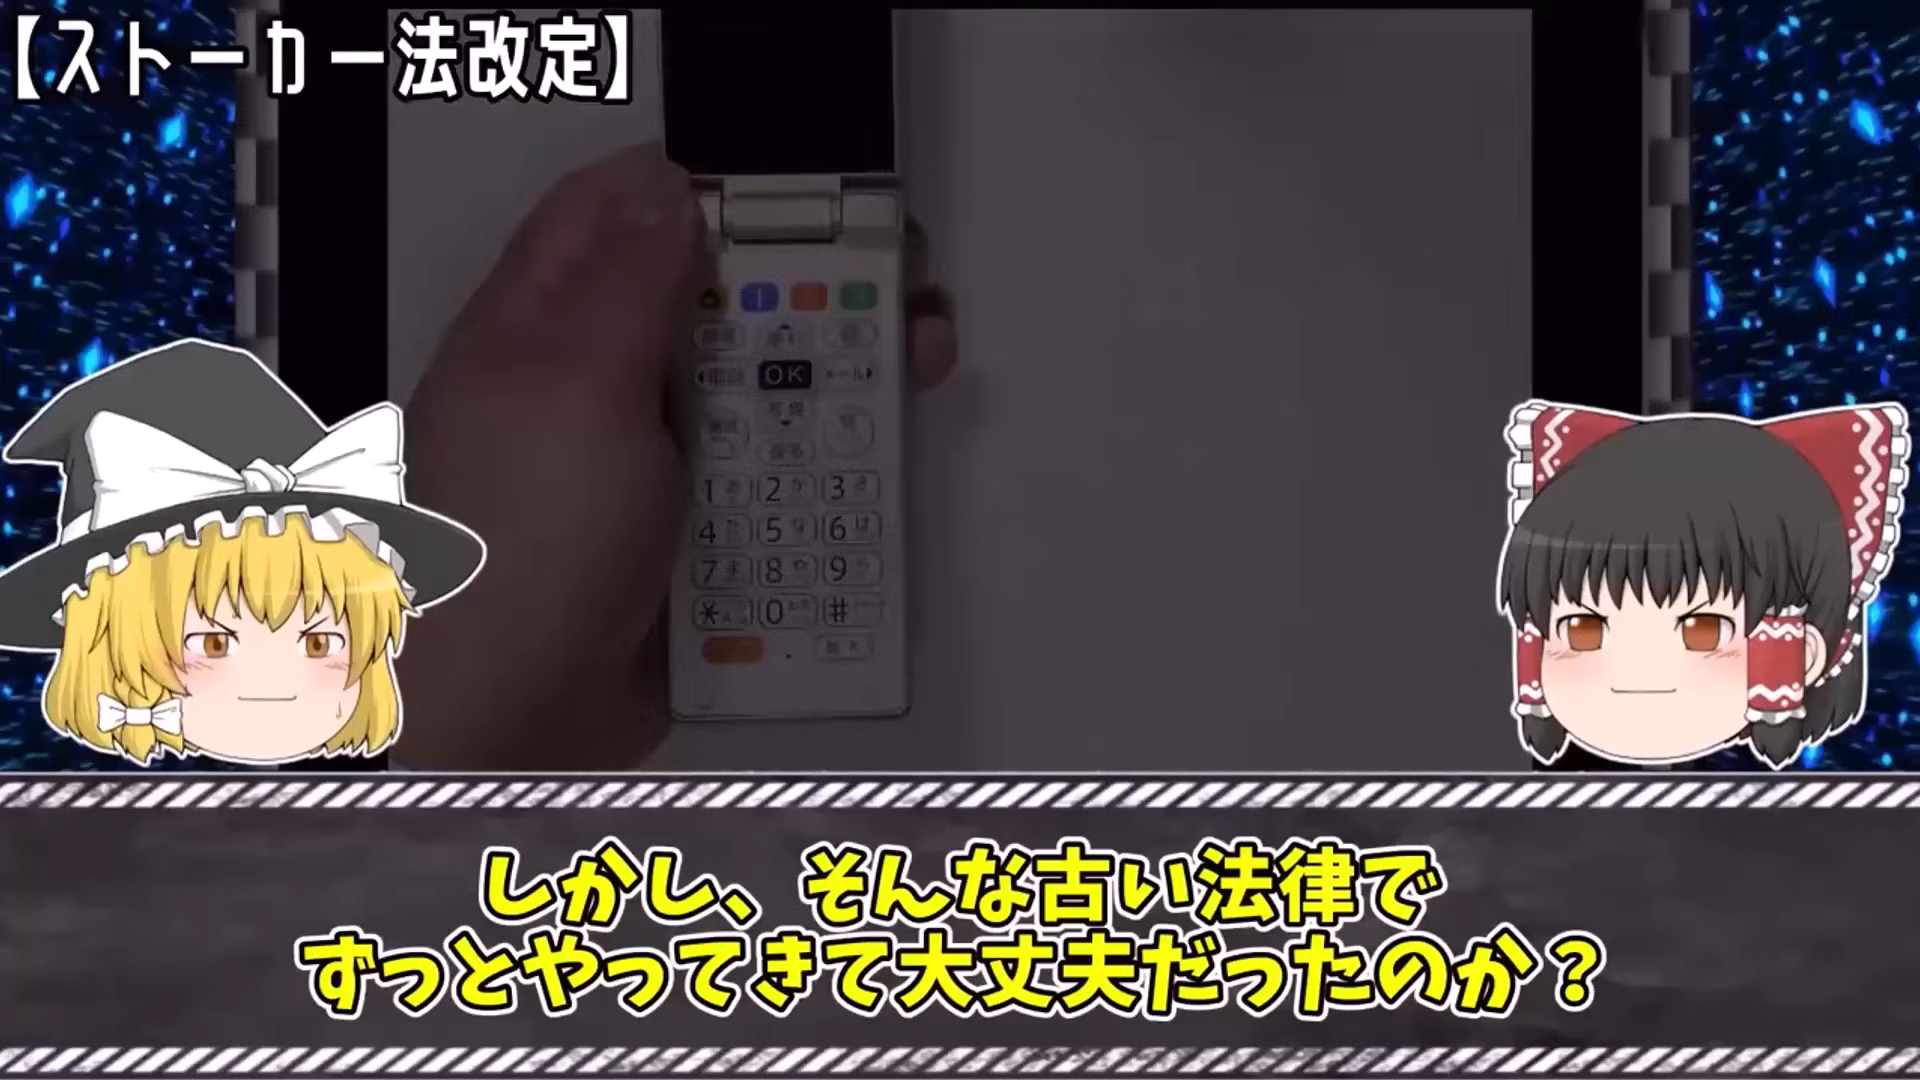 【ストーカー法改定】
OK
1 2 3
4 5 6
7 8 9
* 0 #
しかし、そんな古い法律で
ずっとやってきて大丈夫だったのか？